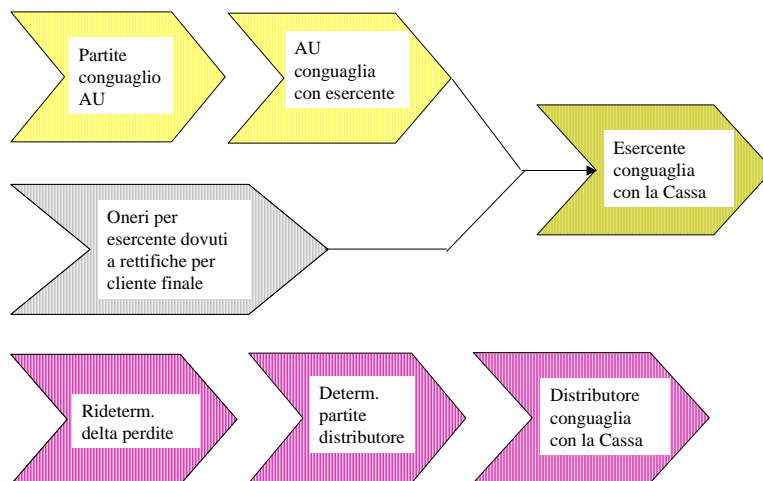 Partite
conguaglio
AU
AU
conguaglia
con esercente
Esercente
conguaglia
con la Cassa
Oneri per
esercente dovuti
a rettifiche per
cliente finale
Rideterm.
delta perdite
Determ.
partite
distributore
Distributore
conguaglia
con la Cassa